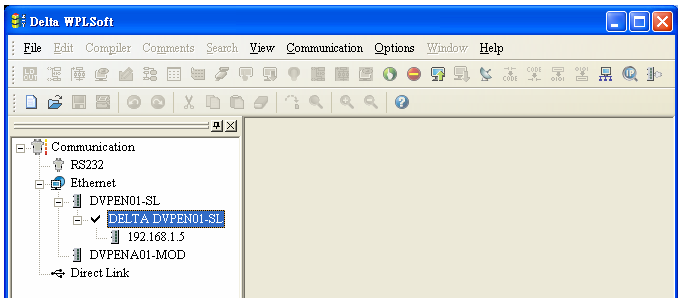 Delta WPLSoft
File Edit Compiler Comments Search View Communication Options Window Help
Communication
RS232
Ethernet
DVPEN01-SL
DELTA DVPEN01-SL
192.168.1.5
DVPENA01-MOD
Direct Link